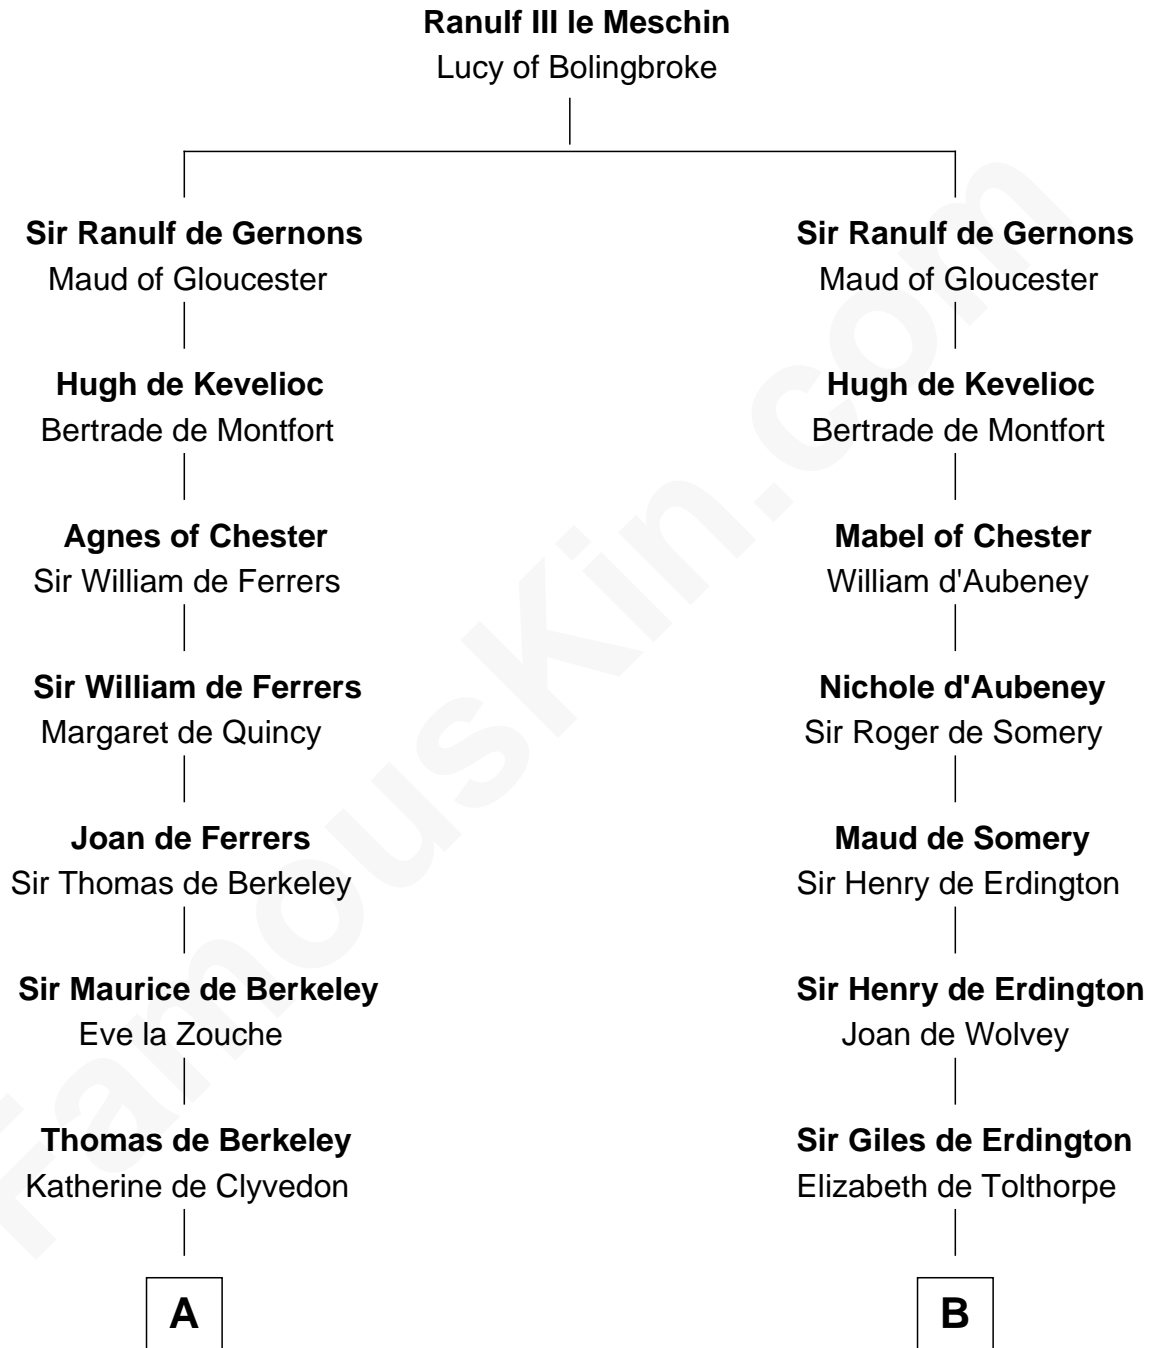 Ranulf III le Meschin
Lucy of Bolingbroke
Sir Ranulf de Gernons
Maud of Gloucester
Hugh de Kevelioc
Bertrade de Montfort
Agnes of Chester
Sir William de Ferrers
Sir William de Ferrers
Margaret de Quincy
Joan de Ferrers
Sir Thomas de Berkeley
Sir Maurice de Berkeley
Eve la Zouche
Thomas de Berkeley
Katherine de Clyvedon
A
Sir Ranulf de Gernons
Maud of Gloucester
Hugh de Kevelioc
Bertrade de Montfort
Mabel of Chester
William d'Aubeney
Nichole d'Aubeney
Sir Roger de Somery
Maud de Somery
Sir Henry de Erdington
Sir Henry de Erdington
Joan de Wolvey
Sir Giles de Erdington
Elizabeth de Tolthorpe
B
FamousKin.com